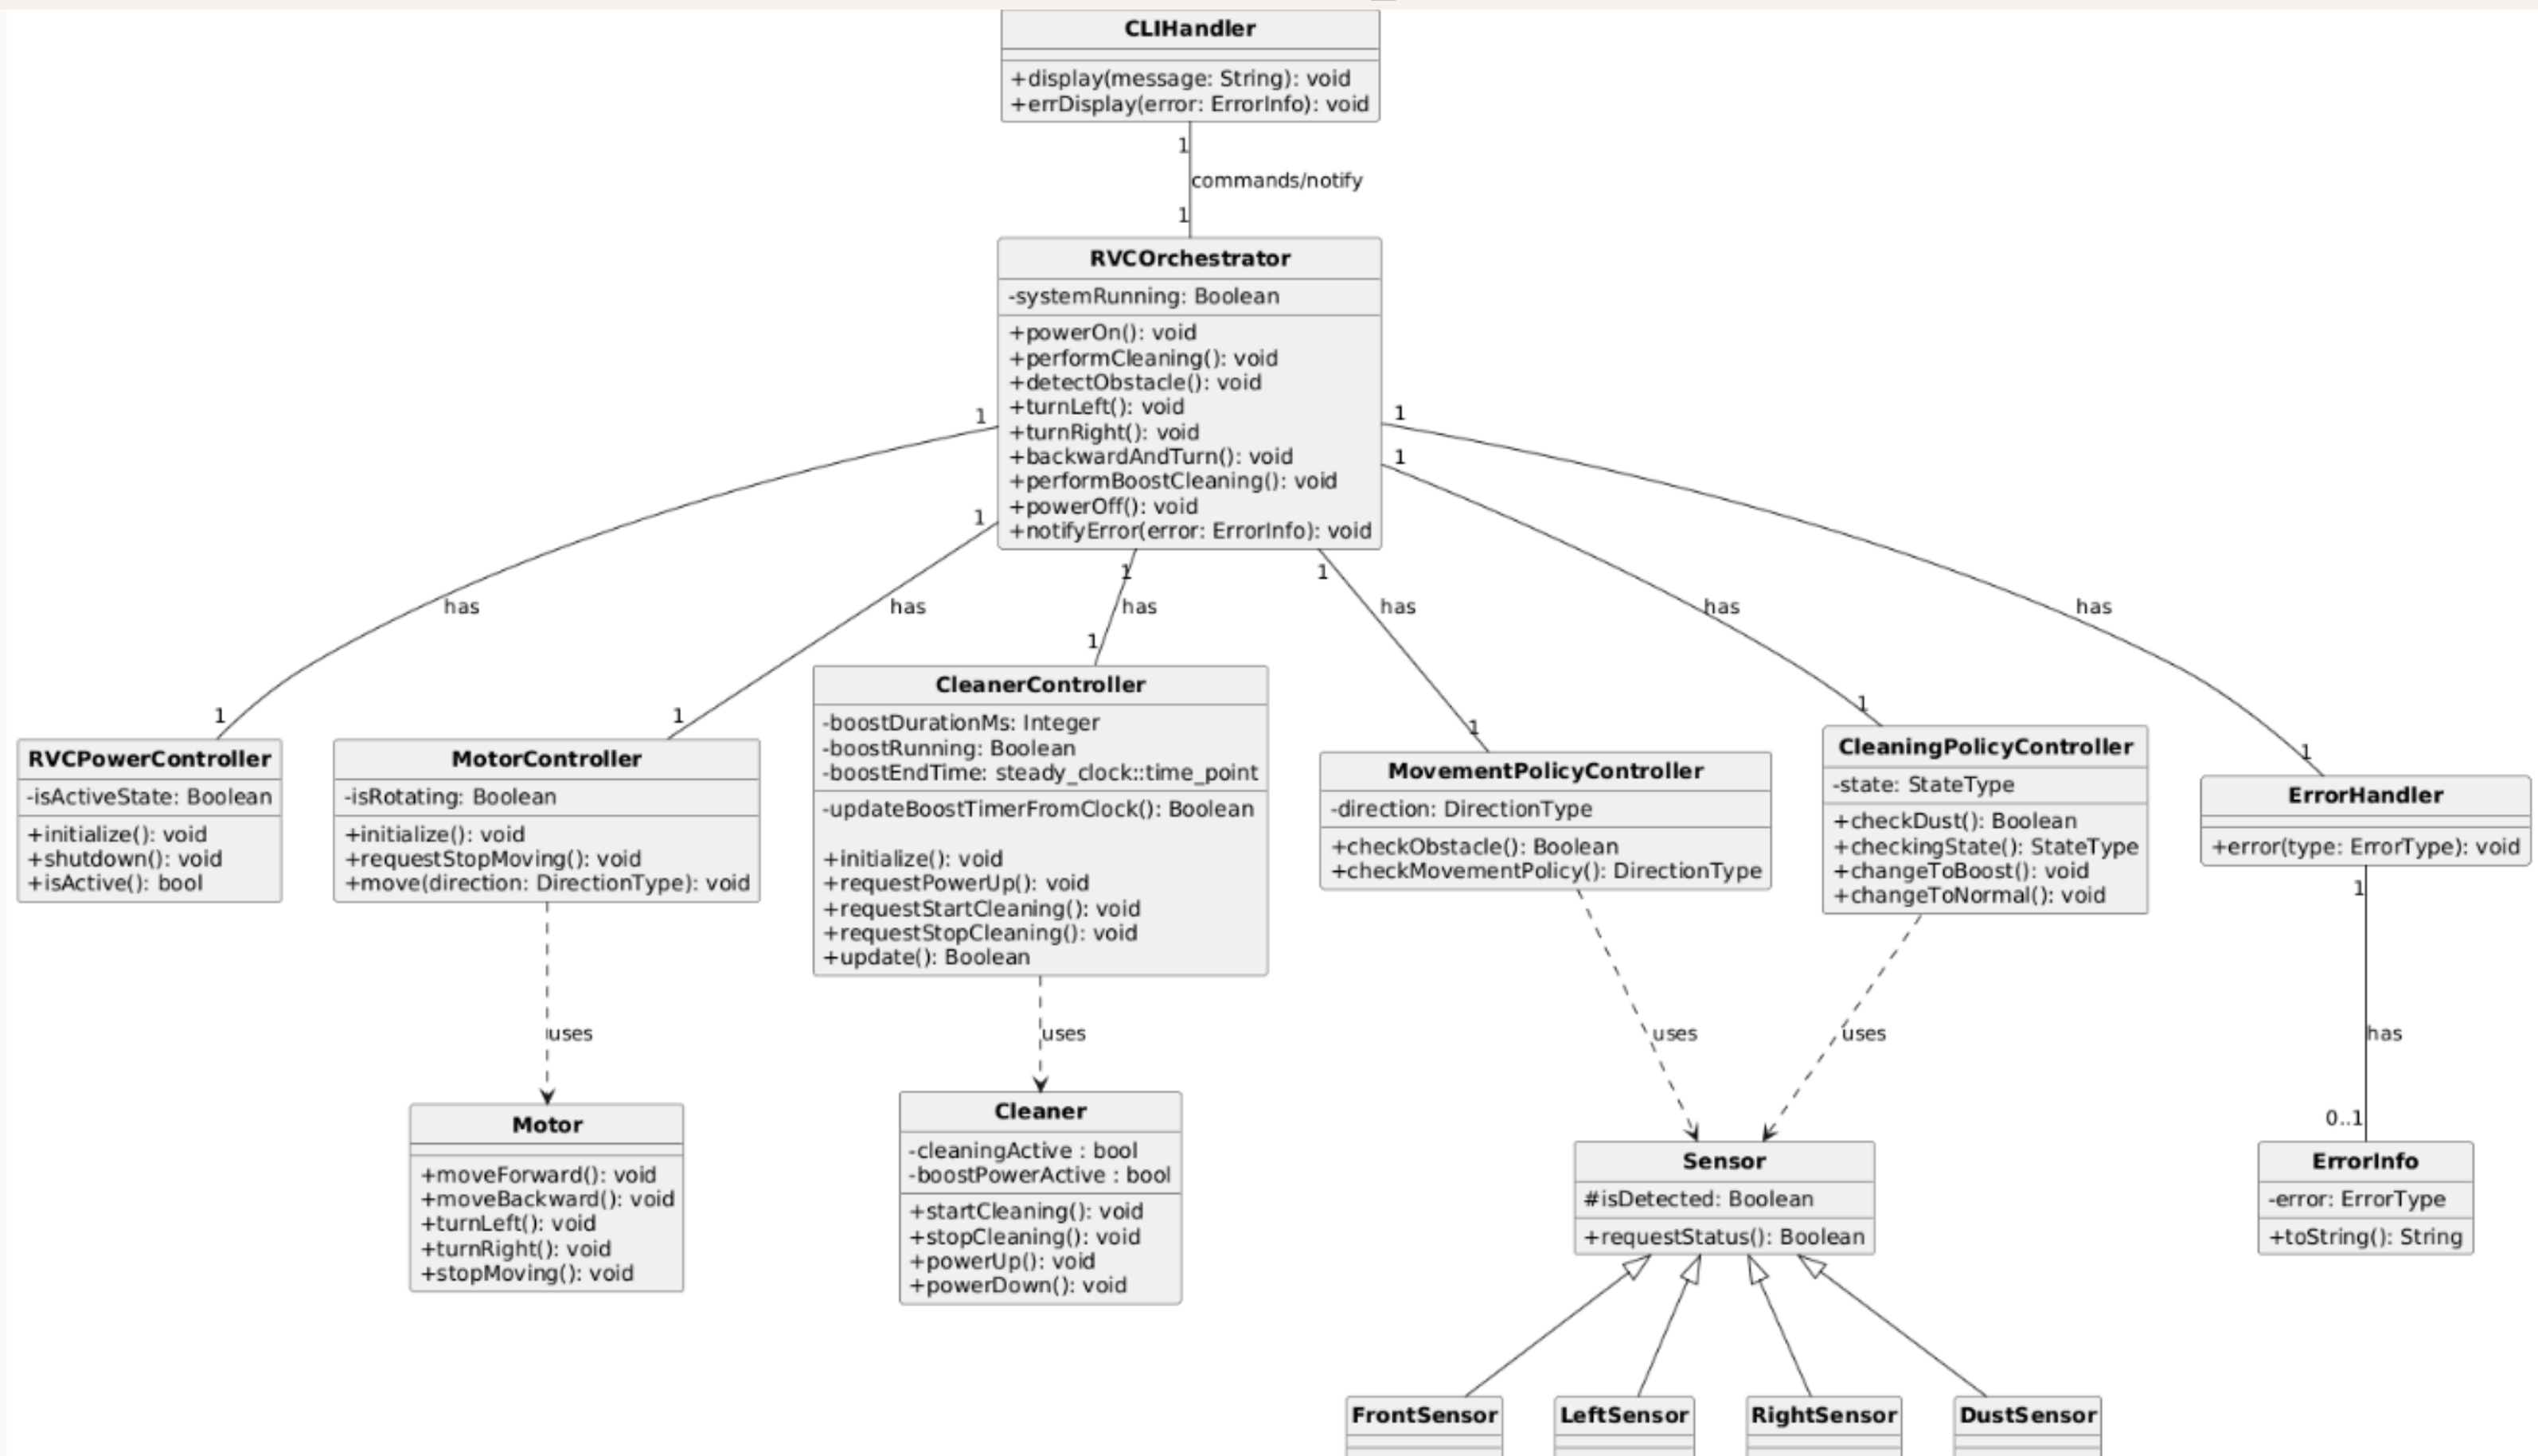 CLIHandler
+display(message: String): void
+errDisplay(error: ErrorInfo): void
1
commands/notify
1
RVCOrchestrator
-systemRunning: Boolean
+powerOn(): void
+performCleaning(): void
+detectObstacle(): void
+turnLeft(): void
+turnRight(): void
+backwardAndTurn(): void
+performBoostCleaning(): void
+powerOff(): void
+notifyError(error: ErrorInfo): void
1
1
1
1
1
1
has
has
has
has
has
has
1
1
1
1
1
1
RVCPowerController
-isActiveState: Boolean
+initialize(): void
+shutdown(): void
+isActive(): bool
MotorController
-isRotating: Boolean
+initialize(): void
+requestStopMoving(): void
+move(direction: DirectionType): void
CleanerController
-boostDurationMs: Integer
-boostRunning: Boolean
-boostEndTime: steady_clock::time_point
-updateBoostTimerFromClock(): Boolean
+initialize(): void
+requestPowerUp(): void
+requestStartCleaning(): void
+requestStopCleaning(): void
+update(): Boolean
MovementPolicyController
-direction: DirectionType
+checkObstacle(): Boolean
+checkMovementPolicy(): DirectionType
CleaningPolicyController
-state: StateType
+checkDust(): Boolean
+checkingState(): StateType
+changeToBoost(): void
+changeToNormal(): void
ErrorHandler
+error(type: ErrorType): void
1
uses
uses
uses
uses
has
0..1
Motor
+moveForward(): void
+moveBackward(): void
+turnLeft(): void
+turnRight(): void
+stopMoving(): void
Cleaner
-cleaningActive : bool
-boostPowerActive : bool
+startCleaning(): void
+stopCleaning(): void
+powerUp(): void
+powerDown(): void
Sensor
#isDetected: Boolean
+requestStatus(): Boolean
ErrorInfo
-error: ErrorType
+toString(): String
FrontSensor
LeftSensor
RightSensor
DustSensor